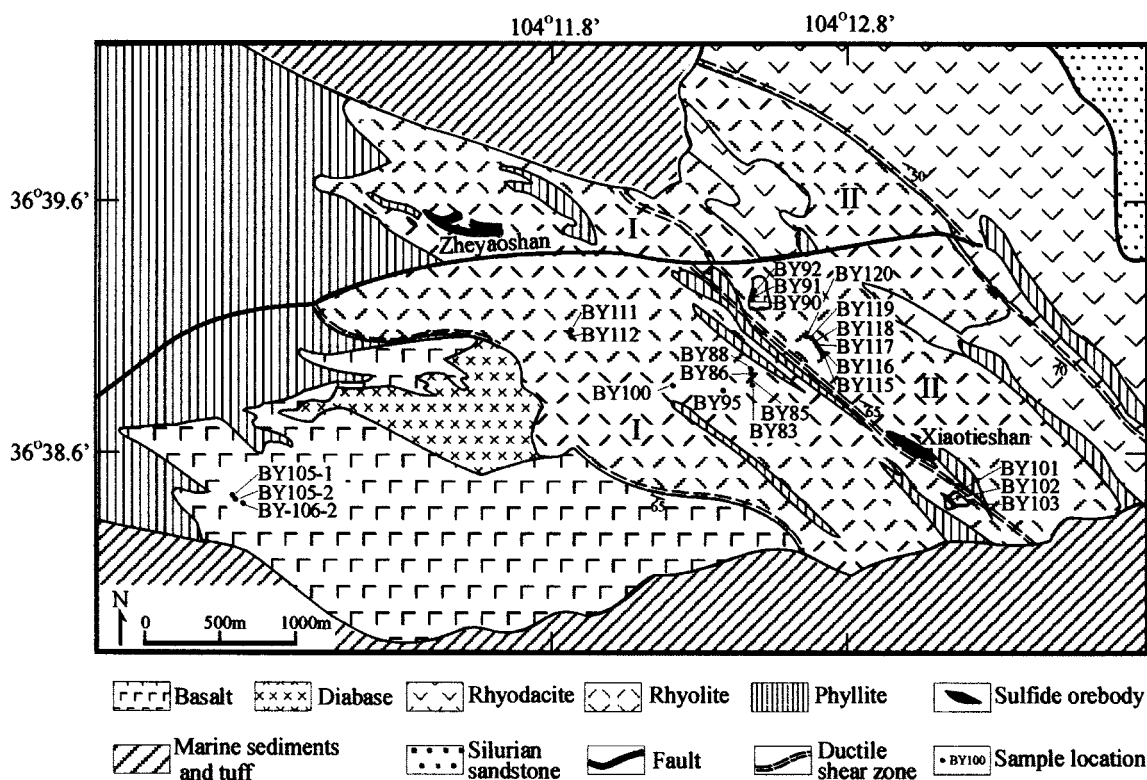 104°11.8'
104°12.8'
36°39.6'
50
II
I
Zheyaoshan
BY92
BY91
BY90
BY120
BY119
BY118
BY117
BY116
BY115
BY111
BY112
70
BY88
BY86
BY100
BY95
II
65
BY85
BY83
I
Xiaotieshan
36°38.6'
BY101
BY102
BY103
BY105-1
BY105-2
BY-106-2
65
N
0 500m 1000m
Basalt Diabase Rhyodacite Rhyolite Phyllite Sulfide orebody
Marine sediments and tuff
Silurian sandstone
Fault
Ductile shear zone
BY100 Sample location